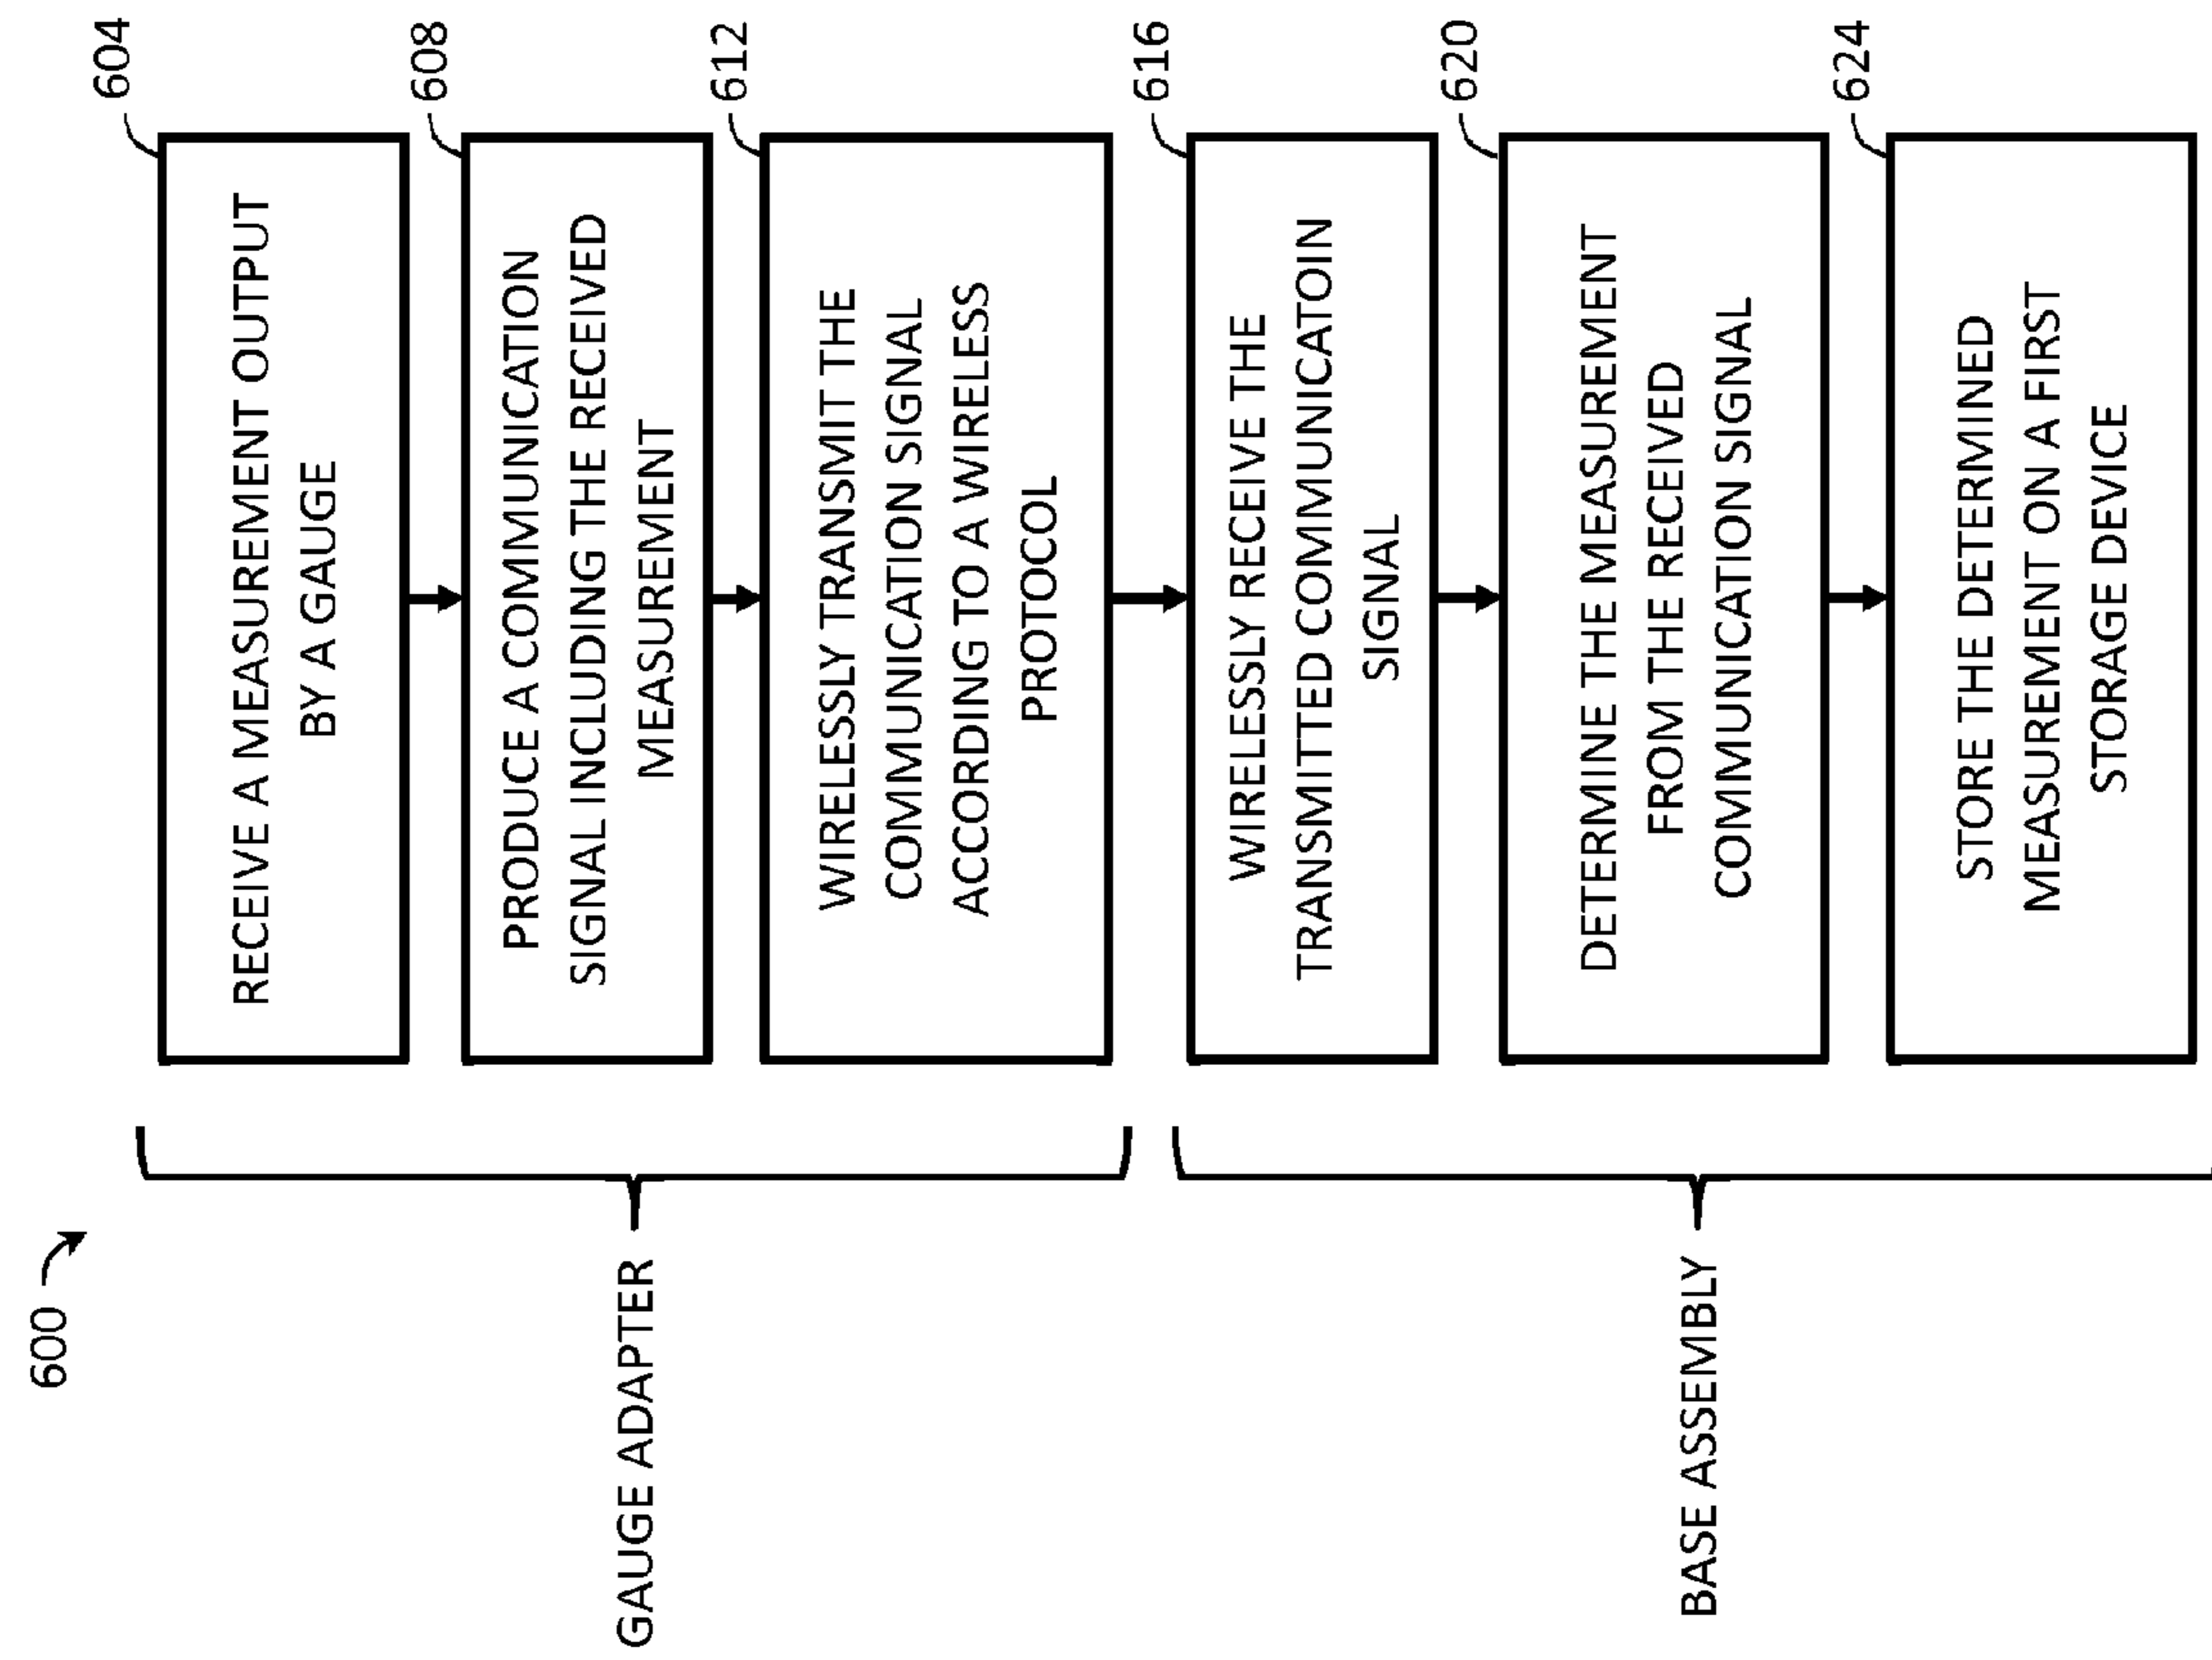 600
GAUGE ADAPTER
604
RECEIVE A MEASUREMENT OUTPUT
BY A GAUGE
608
PRODUCE A COMMUNICATION
SIGNAL INCLUDING THE RECEIVED
MEASUREMENT
612
WIRELESSLY TRANSMIT THE
COMMUNICATION SIGNAL
ACCORDING TO A WIRELESS
PROTOCOL
BASE ASSEMBLY
616
WIRELESSLY RECEIVE THE
TRANSMITTED COMMUNICATOIN
SIGNAL
620
DETERMINE THE MEASUREMENT
FROM THE RECEIVED
COMMUNICATION SIGNAL
624
STORE THE DETERMINED
MEASUREMENT ON A FIRST
STORAGE DEVICE